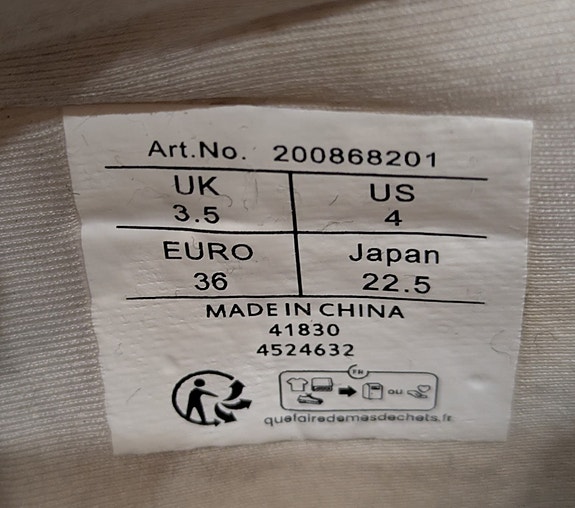 Art.No. 200868201
UK US
3.5 4
EURO Japan
36 22.5
MADE IN CHINA
41830
4524632
FR
ou
quefairedemesdechets.fr